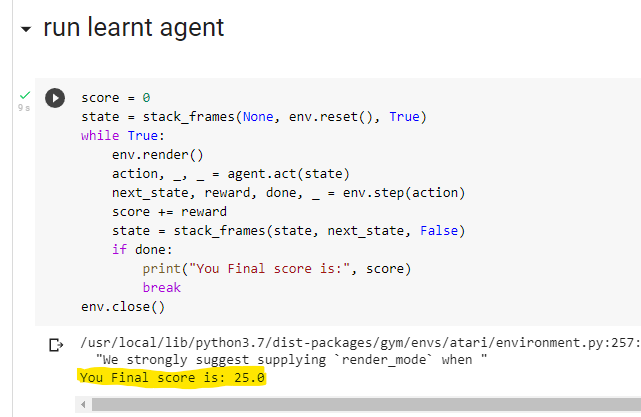 run learnt agent
9s
score = 0
state = stack_frames(None, env.reset(), True)
while True:
    env.render()
    action, _, _ = agent.act(state)
    next_state, reward, done, _ = env.step(action)
    score += reward
    state = stack_frames(state, next_state, False)
    if done:
        print("You Final score is:", score)
        break
env.close()
/usr/local/lib/python3.7/dist-packages/gym/envs/atari/environment.py:257:
  "We strongly suggest supplying `render_mode` when "
You Final score is: 25.0